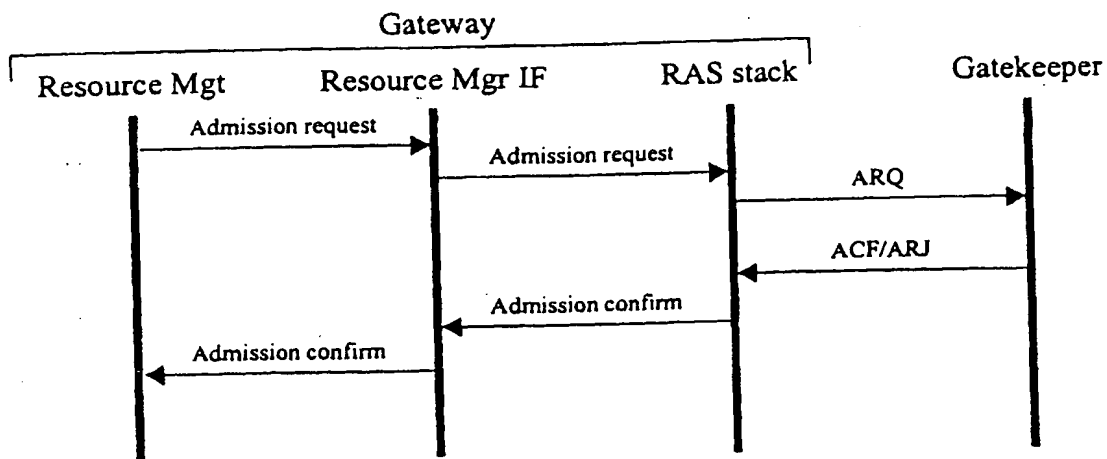 Gateway
Resource Mgt
Resource Mgr IF
RAS stack
Gatekeeper
Admission request
Admission request
ARQ
ACF/ARJ
Admission confirm
Admission confirm